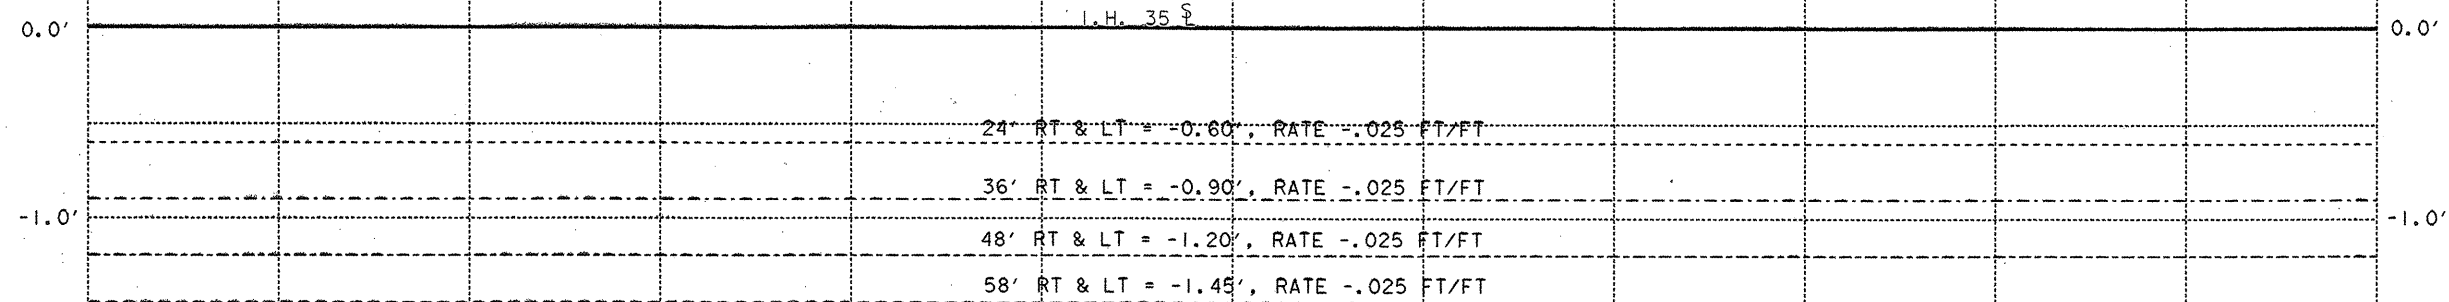 I.H. 35 ℄
0.0' 0.0'
24' RT & LT = -0.60', RATE -.025 FT/FT
36' RT & LT = -0.90', RATE -.025 FT/FT
-1.0' -1.0'
48' RT & LT = -1.20', RATE -.025 FT/FT
58' RT & LT = -1.45', RATE -.025 FT/FT